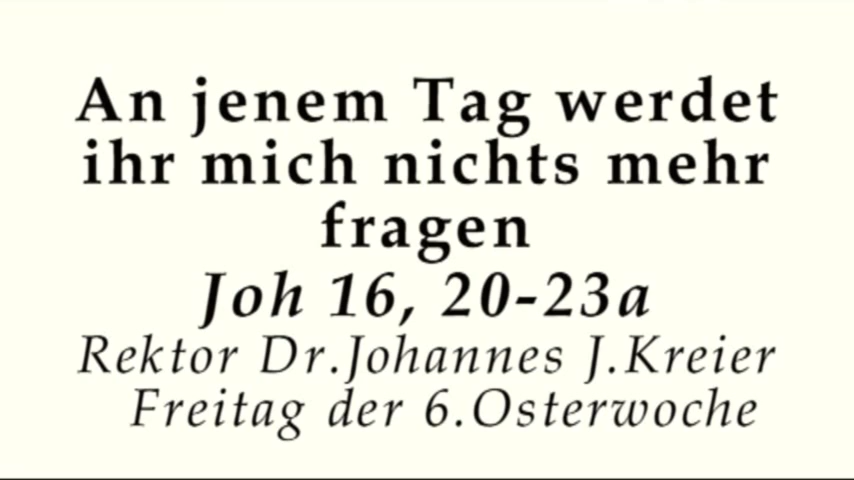 An jenem Tag werdet
ihr mich nichts mehr
fragen
Joh 16, 20-23a
Rektor Dr.Johannes J.Kreier
Freitag der 6.Osterwoche